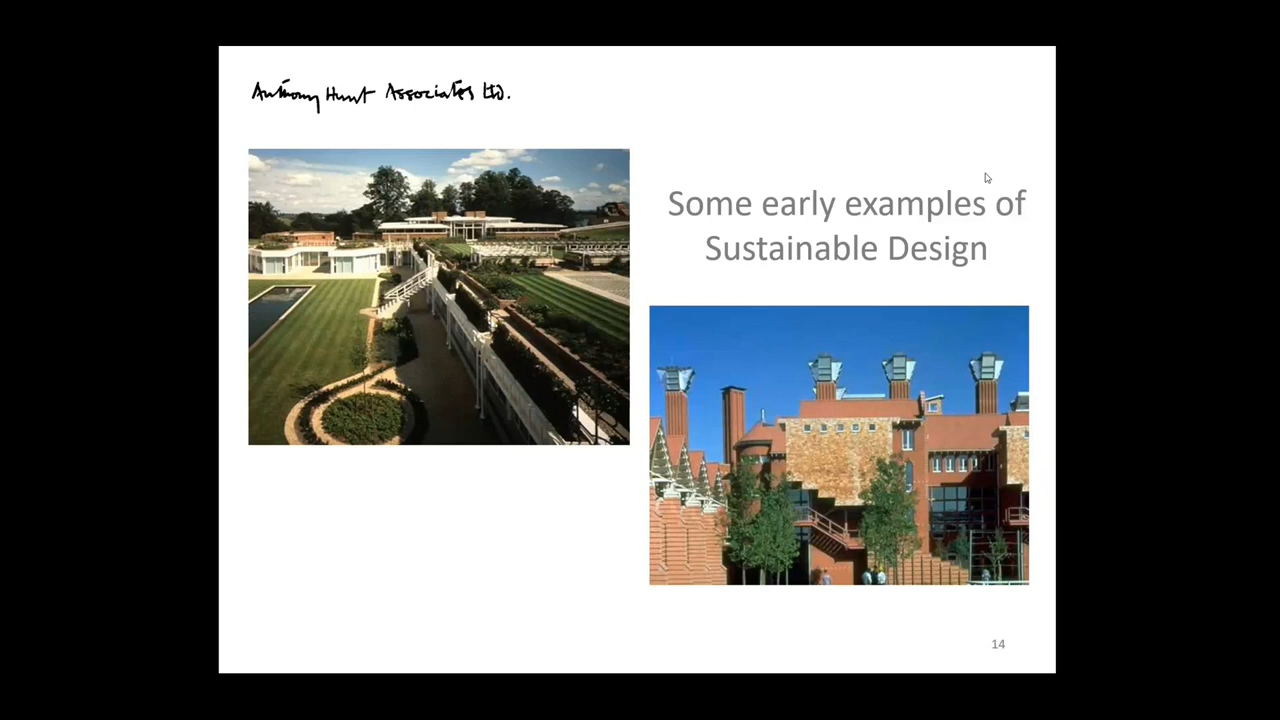 Anthony Hunt Associates Ltd.
Some early examples of
Sustainable Design
14